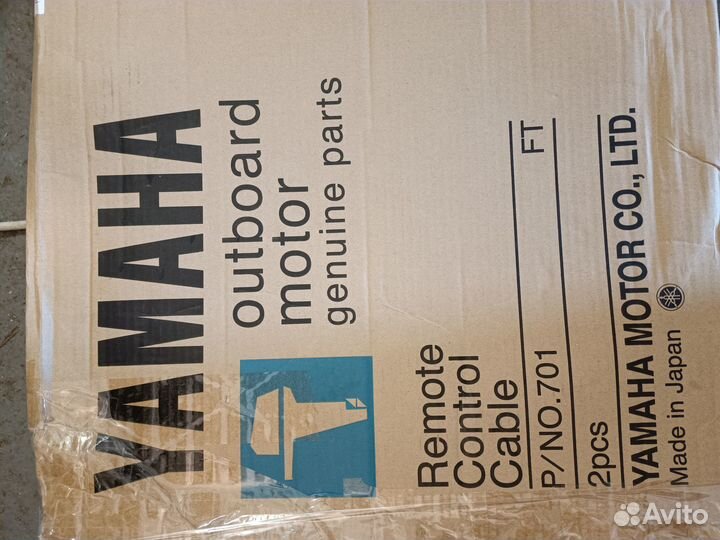 YAMAHA
outboard
motor
genuine parts
Remote
Control
Cable
P/NO.701 FT
2pcs
YAMAHA MOTOR CO., LTD.
Made in Japan
Avito